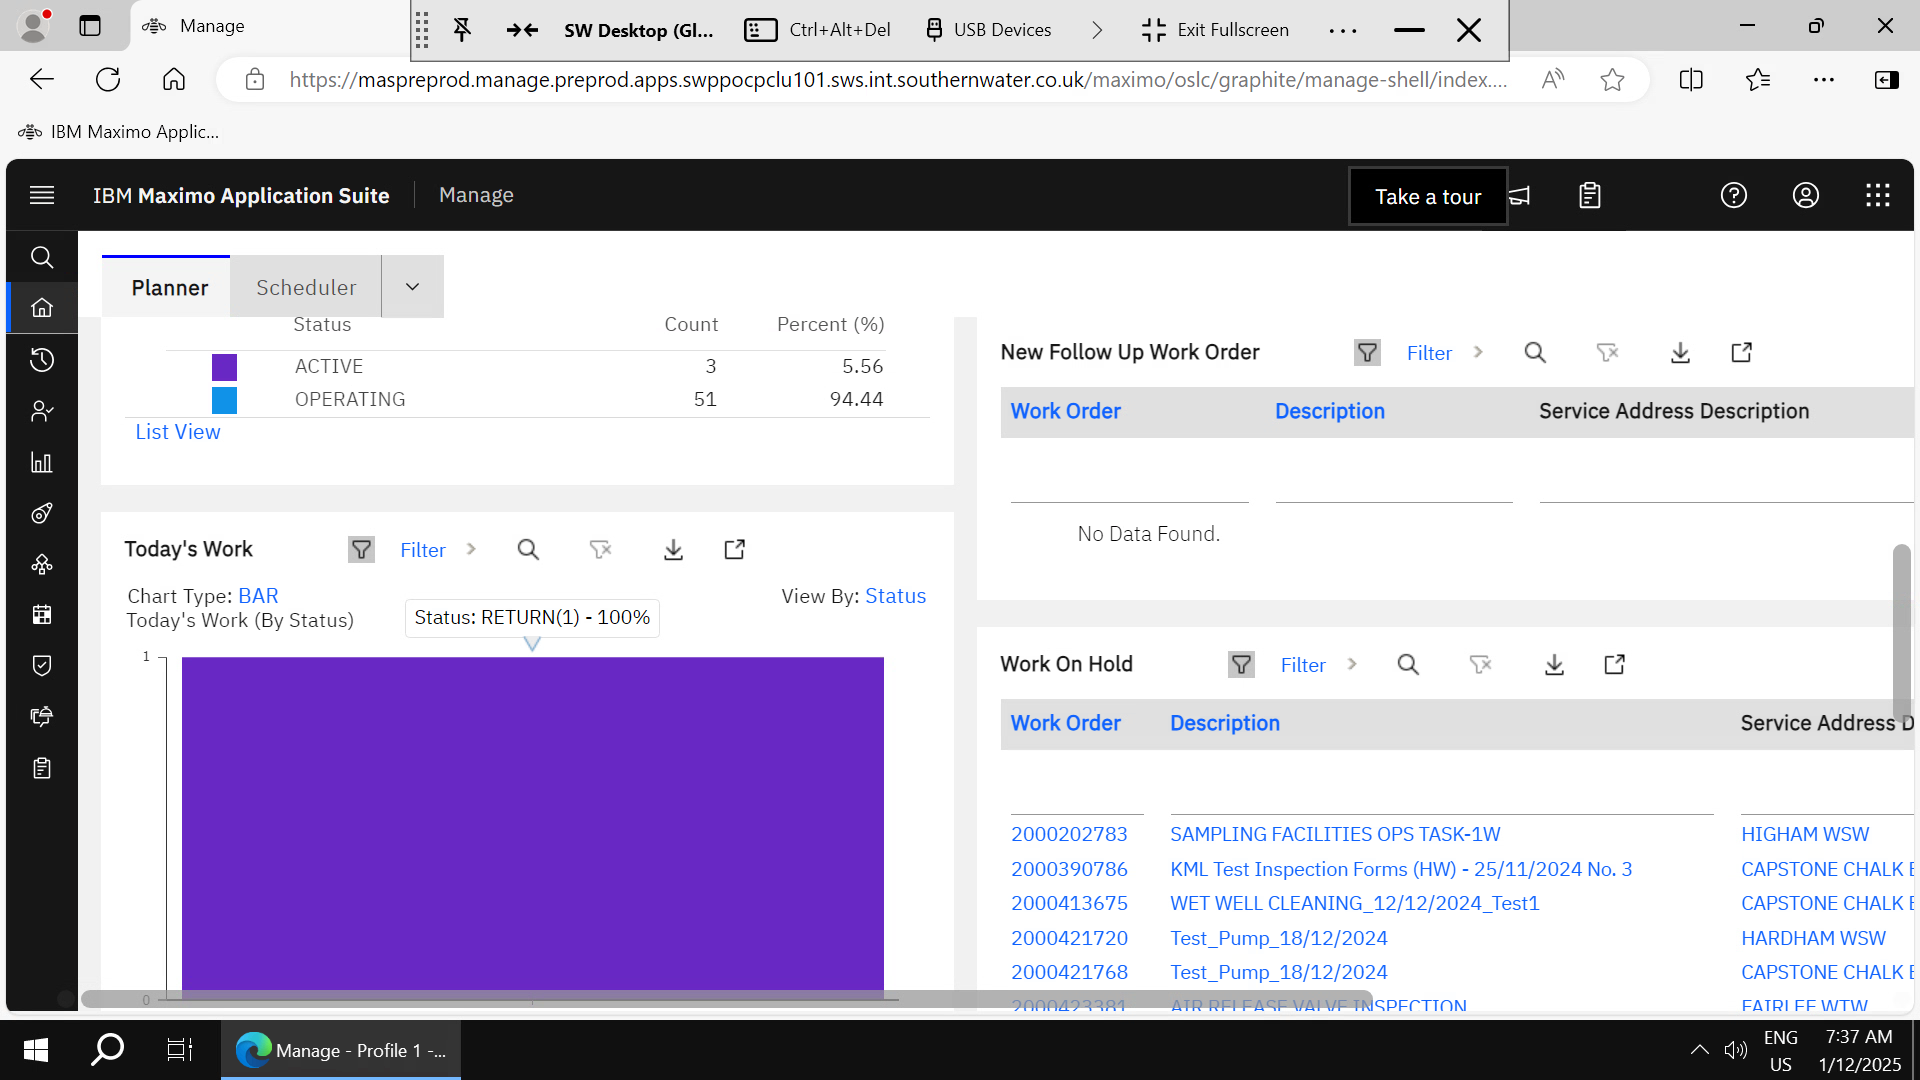 Manage
SW Desktop (Gl...
Ctrl+Alt+Del
USB Devices
Exit Fullscreen
https://maspreprod.manage.preprod.apps.swppocpclu101.sws.int.southernwater.co.uk/maximo/oslc/graphite/manage-shell/index....
IBM Maximo Applic...
IBM Maximo Application Suite
Manage
Take a tour
Planner
Scheduler
Status Count Percent (%)
ACTIVE 3 5.56
OPERATING 51 94.44
List View
New Follow Up Work Order
Filter
Work Order Description Service Address Description
No Data Found.
Today's Work
Filter
Chart Type: BAR
View By: Status
Today's Work (By Status)
Status: RETURN(1) - 100%
1
0
Work On Hold
Filter
Work Order Description Service Address D
2000202783 SAMPLING FACILITIES OPS TASK-1W HIGHAM WSW
2000390786 KML Test Inspection Forms (HW) - 25/11/2024 No. 3 CAPSTONE CHALK E
2000413675 WET WELL CLEANING_12/12/2024_Test1 CAPSTONE CHALK E
2000421720 Test_Pump_18/12/2024 HARDHAM WSW
2000421768 Test_Pump_18/12/2024 CAPSTONE CHALK E
2000423381 AIR RELEASE VALVE INSPECTION FAIRLEE WTW
Manage - Profile 1 -...
ENG
US
7:37 AM
1/12/2025